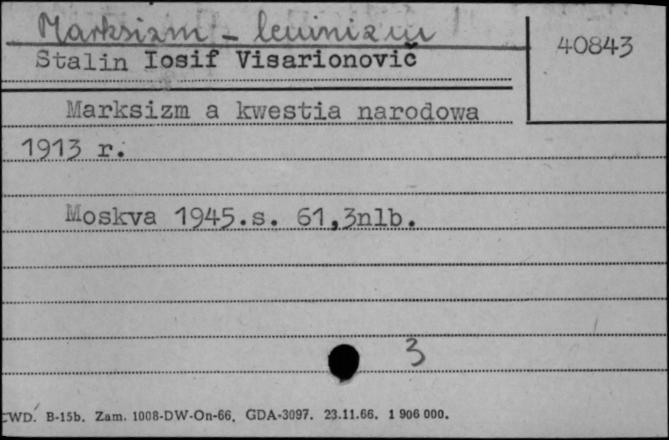 Marksizm - leninizm
40843
Stalin Iosif Visarionovič
Marksizm a kwestia narodowa
1913 r.
Moskva 1945.s. 61,3nlb.
3
CWD. B-15b. Zam. 1008-DW-On-66. GDA-3097. 23.11.66. 1 906 000.